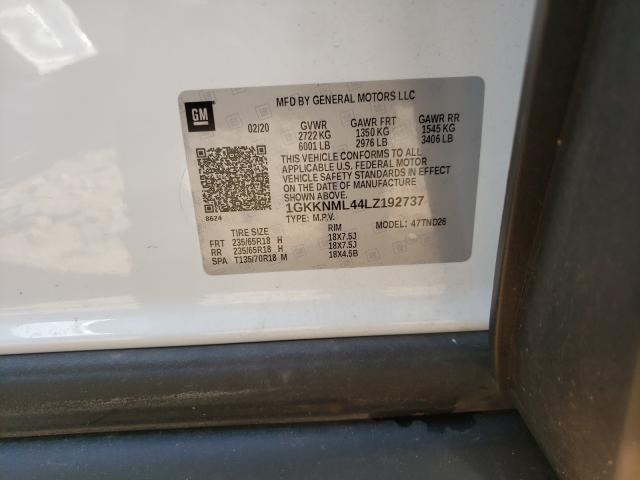 GM
MFD BY GENERAL MOTORS LLC
02/20 GVWR GAWR FRT GAWR RR
2722 KG 1350 KG 1545 KG
6001 LB 2976 LB 3406 LB
THIS VEHICLE CONFORMS TO ALL
APPLICABLE U.S. FEDERAL MOTOR
VEHICLE SAFETY STANDARDS IN
EFFECT ON THE DATE OF MANUFACTURE
SHOWN ABOVE.
8624
1GKKNML44LZ192737
TYPE: M.P.V. MODEL: 47TND26
TIRE SIZE RIM
FRT 235/65R18 H 18X7.5J
RR 235/65R18 H 18X7.5J
SPA T135/70R18 M 18X4.5B